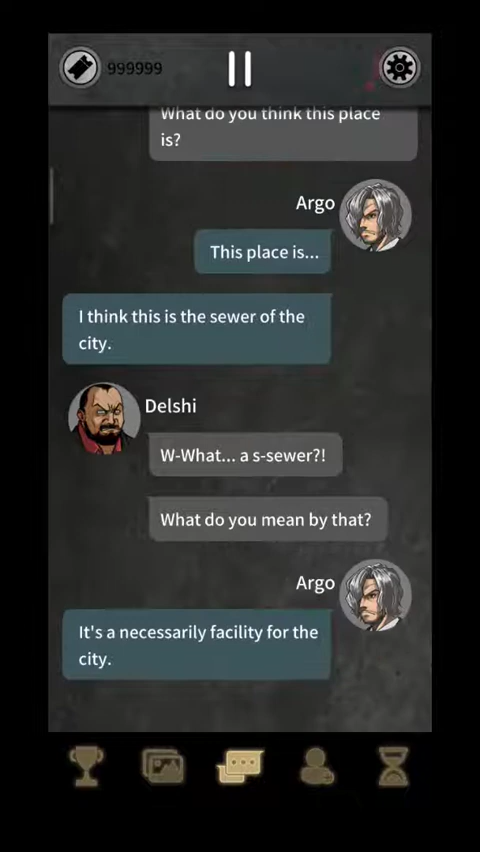 999999
What do you think this place
is?
Argo
This place is...
I think this is the sewer of the
city.
Delshi
W-What... a s-sewer?!
What do you mean by that?
Argo
It's a necessarily facility for the
city.